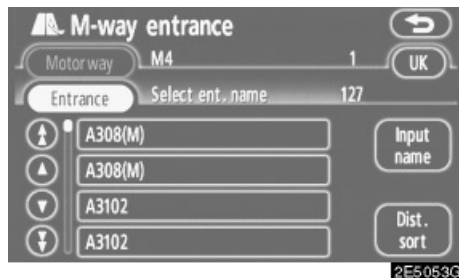 M-way entrance
Motorway M4 1 UK
Entrance Select ent. name 127
A308(M)
A308(M)
A3102
A3102
Input
name
Dist.
sort
2E5053G